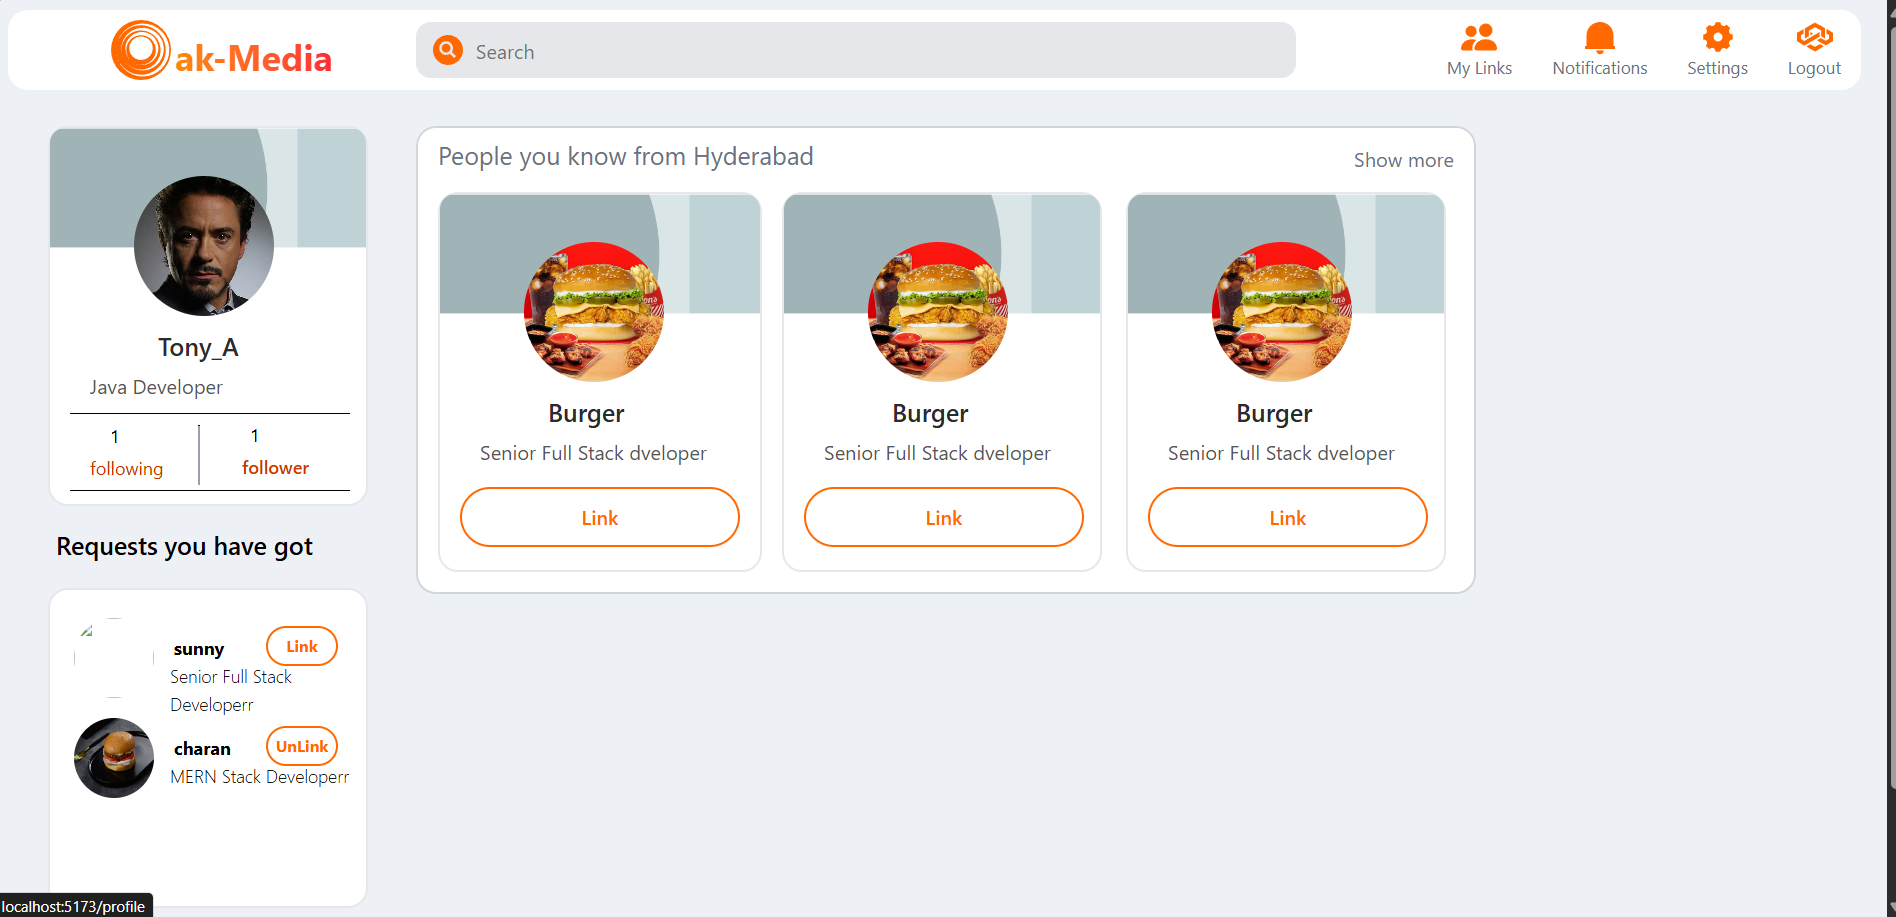 ak-Media
Search
My Links
Notifications
Settings
Logout
Tony_A
Java Developer
1
following
1
follower
Requests you have got
sunny
Link
Senior Full Stack
Developerr
charan
UnLink
MERN Stack Developerr
People you know from Hyderabad
Show more
Burger
Senior Full Stack dveloper
Link
Burger
Senior Full Stack dveloper
Link
Burger
Senior Full Stack dveloper
Link
localhost:5173/profile